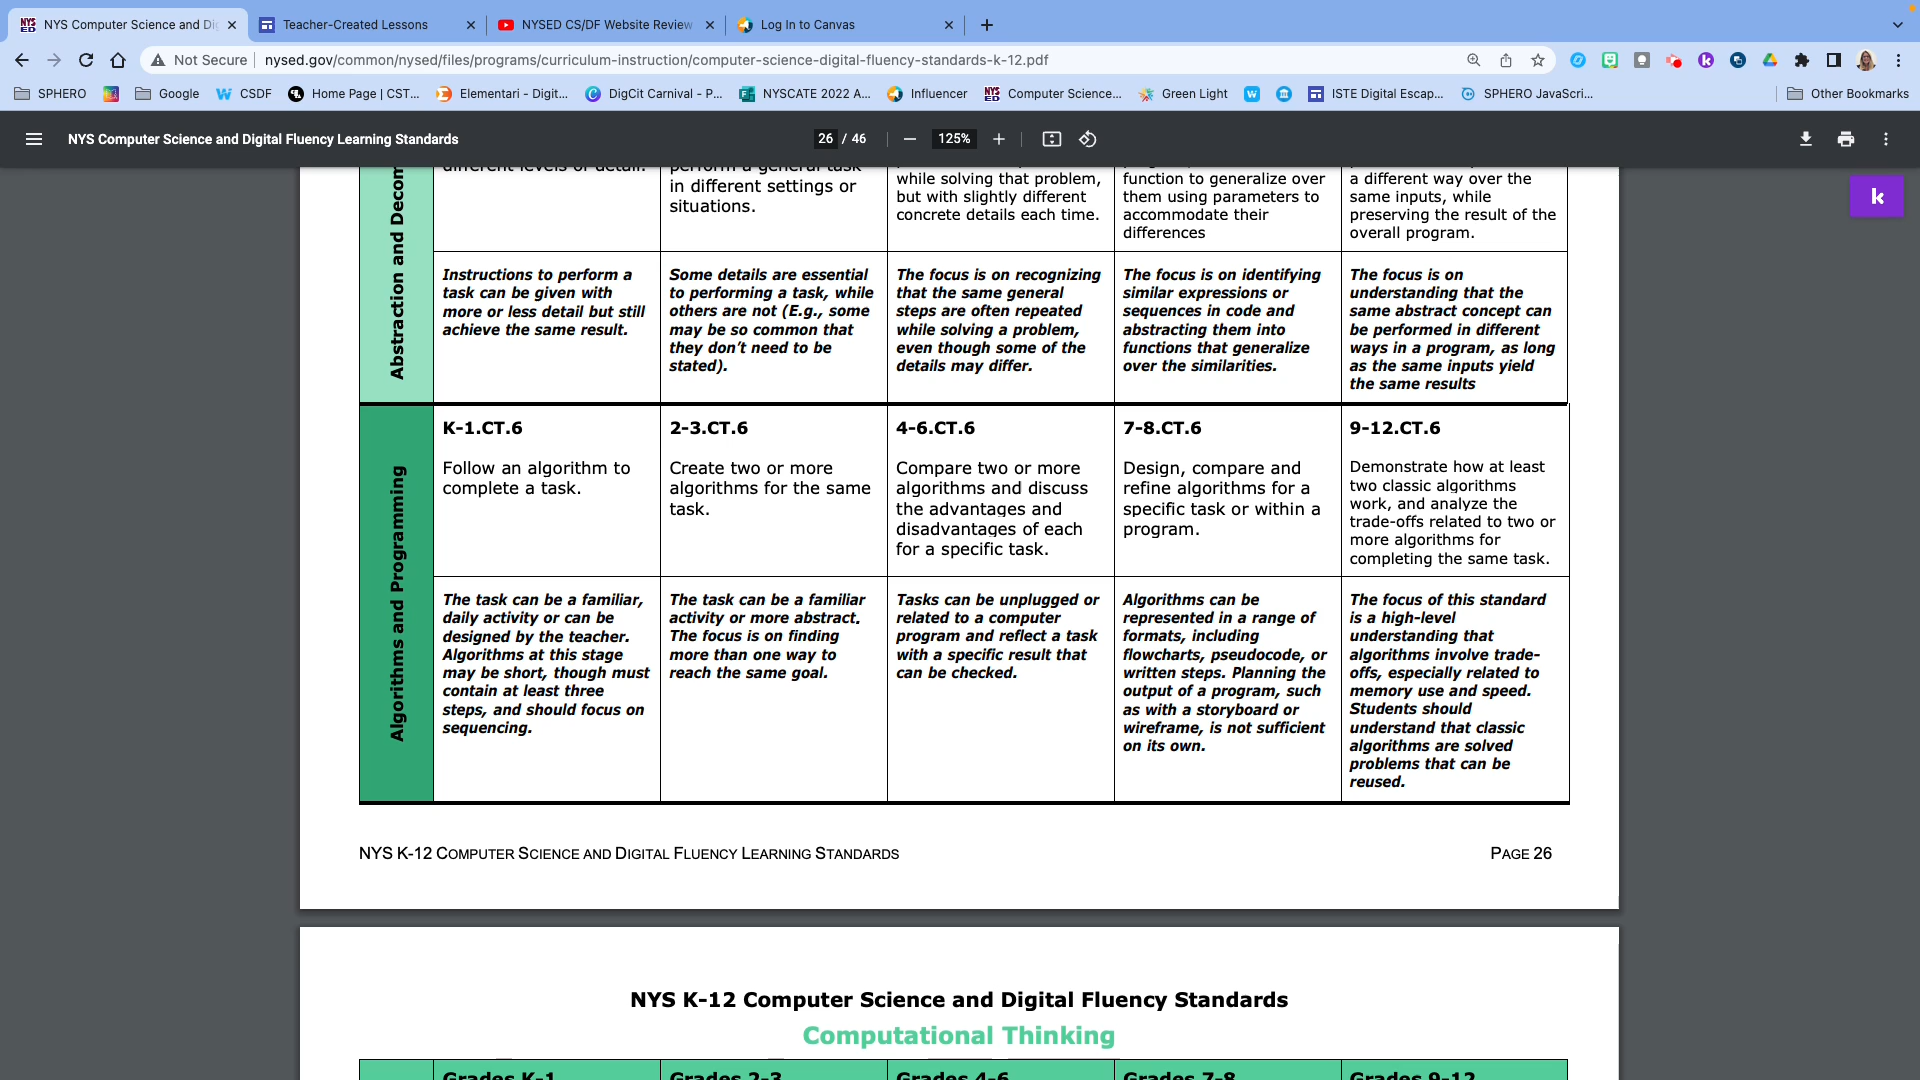 NYS Computer Science and Di
Teacher-Created Lessons
NYSED CS/DF Website Review
Log In to Canvas
Not Secure
nysed.gov/common/nysed/files/programs/curriculum-instruction/computer-science-digital-fluency-standards-k-12.pdf
SPHERO
Google
CSDF
Home Page | CST...
Elementari - Digit...
DigCit Carnival - P...
NYSCATE 2022 A...
Influencer
Computer Science...
Green Light
ISTE Digital Escap...
SPHERO JavaScri...
Other Bookmarks
NYS Computer Science and Digital Fluency Learning Standards
26 / 46
125%
k
Abstraction and Decom
different levels of detail.
perform a general task
in different settings or
situations.
while solving that problem,
but with slightly different
concrete details each time.
function to generalize over
them using parameters to
accommodate their
differences
a different way over the
same inputs, while
preserving the result of the
overall program.
Instructions to perform a
task can be given with
more or less detail but still
achieve the same result.
Some details are essential
to performing a task, while
others are not (E.g., some
may be so common that
they don't need to be
stated).
The focus is on recognizing
that the same general
steps are often repeated
while solving a problem,
even though some of the
details may differ.
The focus is on identifying
similar expressions or
sequences in code and
abstracting them into
functions that generalize
over the similarities.
The focus is on
understanding that the
same abstract concept can
be performed in different
ways in a program, as long
as the same inputs yield
the same results
Algorithms and Programming
K-1.CT.6
Follow an algorithm to
complete a task.
2-3.CT.6
Create two or more
algorithms for the same
task.
4-6.CT.6
Compare two or more
algorithms and discuss
the advantages and
disadvantages of each
for a specific task.
7-8.CT.6
Design, compare and
refine algorithms for a
specific task or within a
program.
9-12.CT.6
Demonstrate how at least
two classic algorithms
work, and analyze the
trade-offs related to two or
more algorithms for
completing the same task.
The task can be a familiar,
daily activity or can be
designed by the teacher.
Algorithms at this stage
may be short, though must
contain at least three
steps, and should focus on
sequencing.
The task can be a familiar
activity or more abstract.
The focus is on finding
more than one way to
reach the same goal.
Tasks can be unplugged or
related to a computer
program and reflect a task
with a specific result that
can be checked.
Algorithms can be
represented in a range of
formats, including
flowcharts, pseudocode, or
written steps. Planning the
output of a program, such
as with a storyboard or
wireframe, is not sufficient
on its own.
The focus of this standard
is a high-level
understanding that
algorithms involve trade-
offs, especially related to
memory use and speed.
Students should
understand that classic
algorithms are solved
problems that can be
reused.
NYS K-12 COMPUTER SCIENCE AND DIGITAL FLUENCY LEARNING STANDARDS
PAGE 26
NYS K-12 Computer Science and Digital Fluency Standards
Computational Thinking
Grades K-1
Grades 2-3
Grades 4-6
Grades 7-8
Grades 9-12